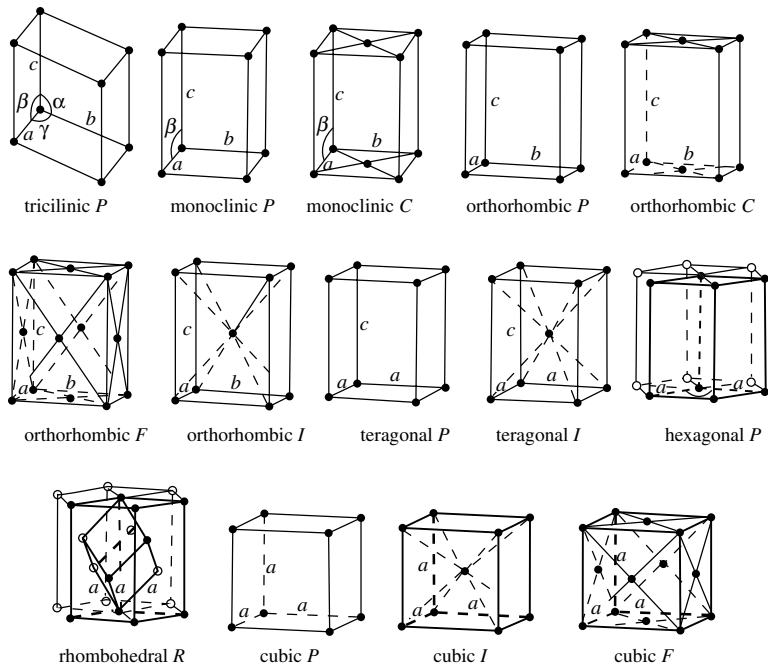 c
β α
b
a γ
tricilinic P
c
β b
a
monoclinic P
c
β b
a
monoclinic C
c
a b
orthorhombic P
c
a b
orthorhombic C
c
a b
orthorhombic F
c
a b
orthorhombic I
c
a a
teragonal P
c
a a
teragonal I
a a
hexagonal P
a
a a
rhombohedral R
a
a a
cubic P
a
a a
cubic I
a
a a
cubic F